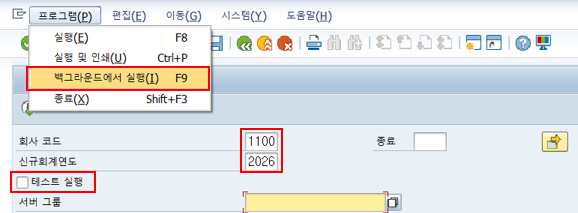 프로그램(P) 편집(E) 이동(G) 시스템(Y) 도움말(H)
실행(E) F8
실행 및 인쇄(U) Ctrl+P
백그라운드에서 실행(I) F9
종료(X) Shift+F3
회사 코드 1100 종료
신규회계연도 2026
테스트 실행
서버 그룹